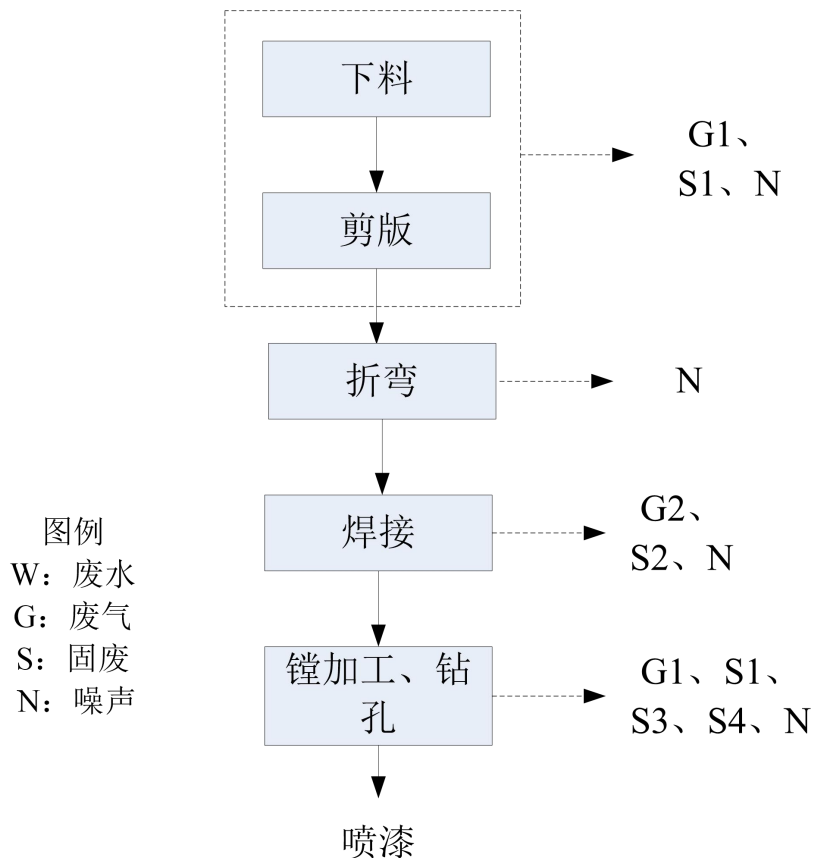 下料
G1、
S1、N
剪版
折弯
N
焊接
G2、
S2、N
图例
W：废水
G：废气
S：固废
N：噪声
镗加工、钻
孔
G1、S1、
S3、S4、N
喷漆